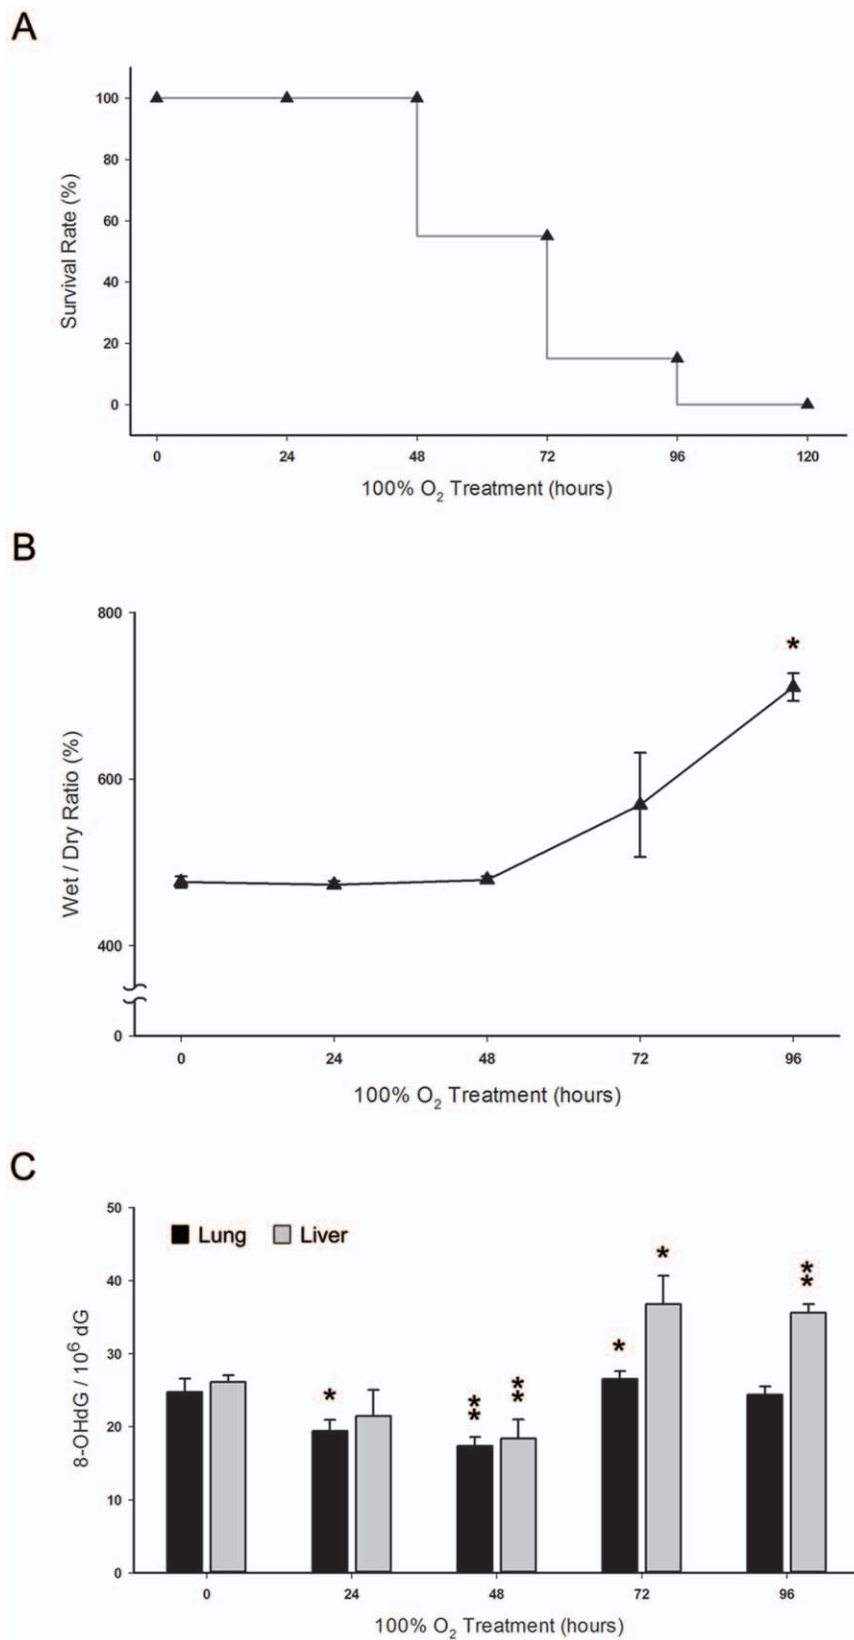 A
100
80
60
40
20
0
Survival Rate (%)
0 24 48 72 96 120
100% O2 Treatment (hours)
B
800
600
400
0
Wet / Dry Ratio (%)
*
0 24 48 72 96
100% O2 Treatment (hours)
C
50
40
30
20
10
0
8-OHdG / 10^6 dG
Lung Liver
*
**
**
*
*
**
0 24 48 72 96
100% O2 Treatment (hours)